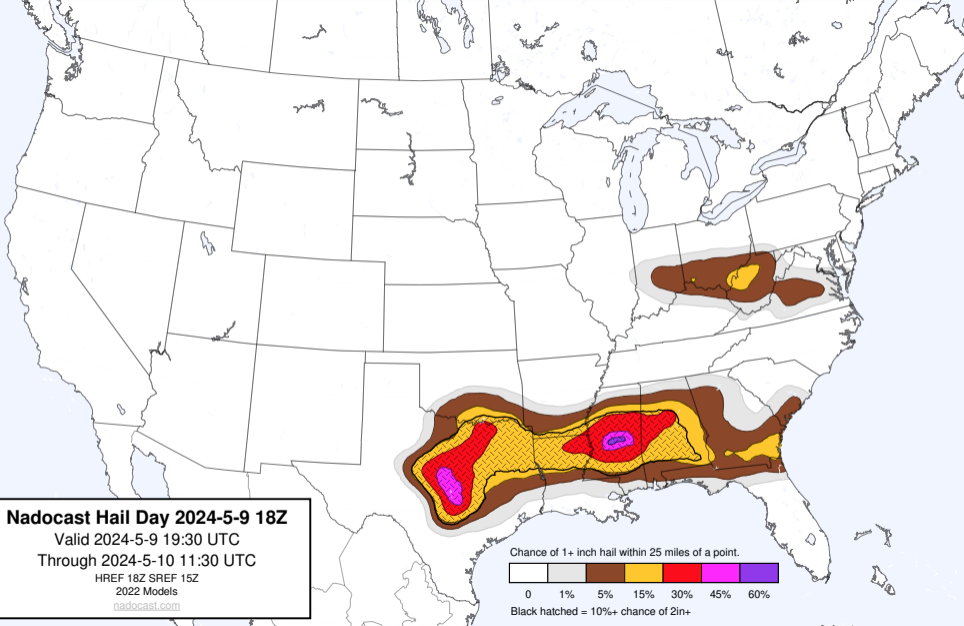 Nadocast Hail Day 2024-5-9 18Z
Valid 2024-5-9 19:30 UTC
Through 2024-5-10 11:30 UTC
HREF 18Z SREF 15Z
2022 Models
nadocast.com
Chance of 1+ inch hail within 25 miles of a point.
0 1% 5% 15% 30% 45% 60%
Black hatched = 10%+ chance of 2in+